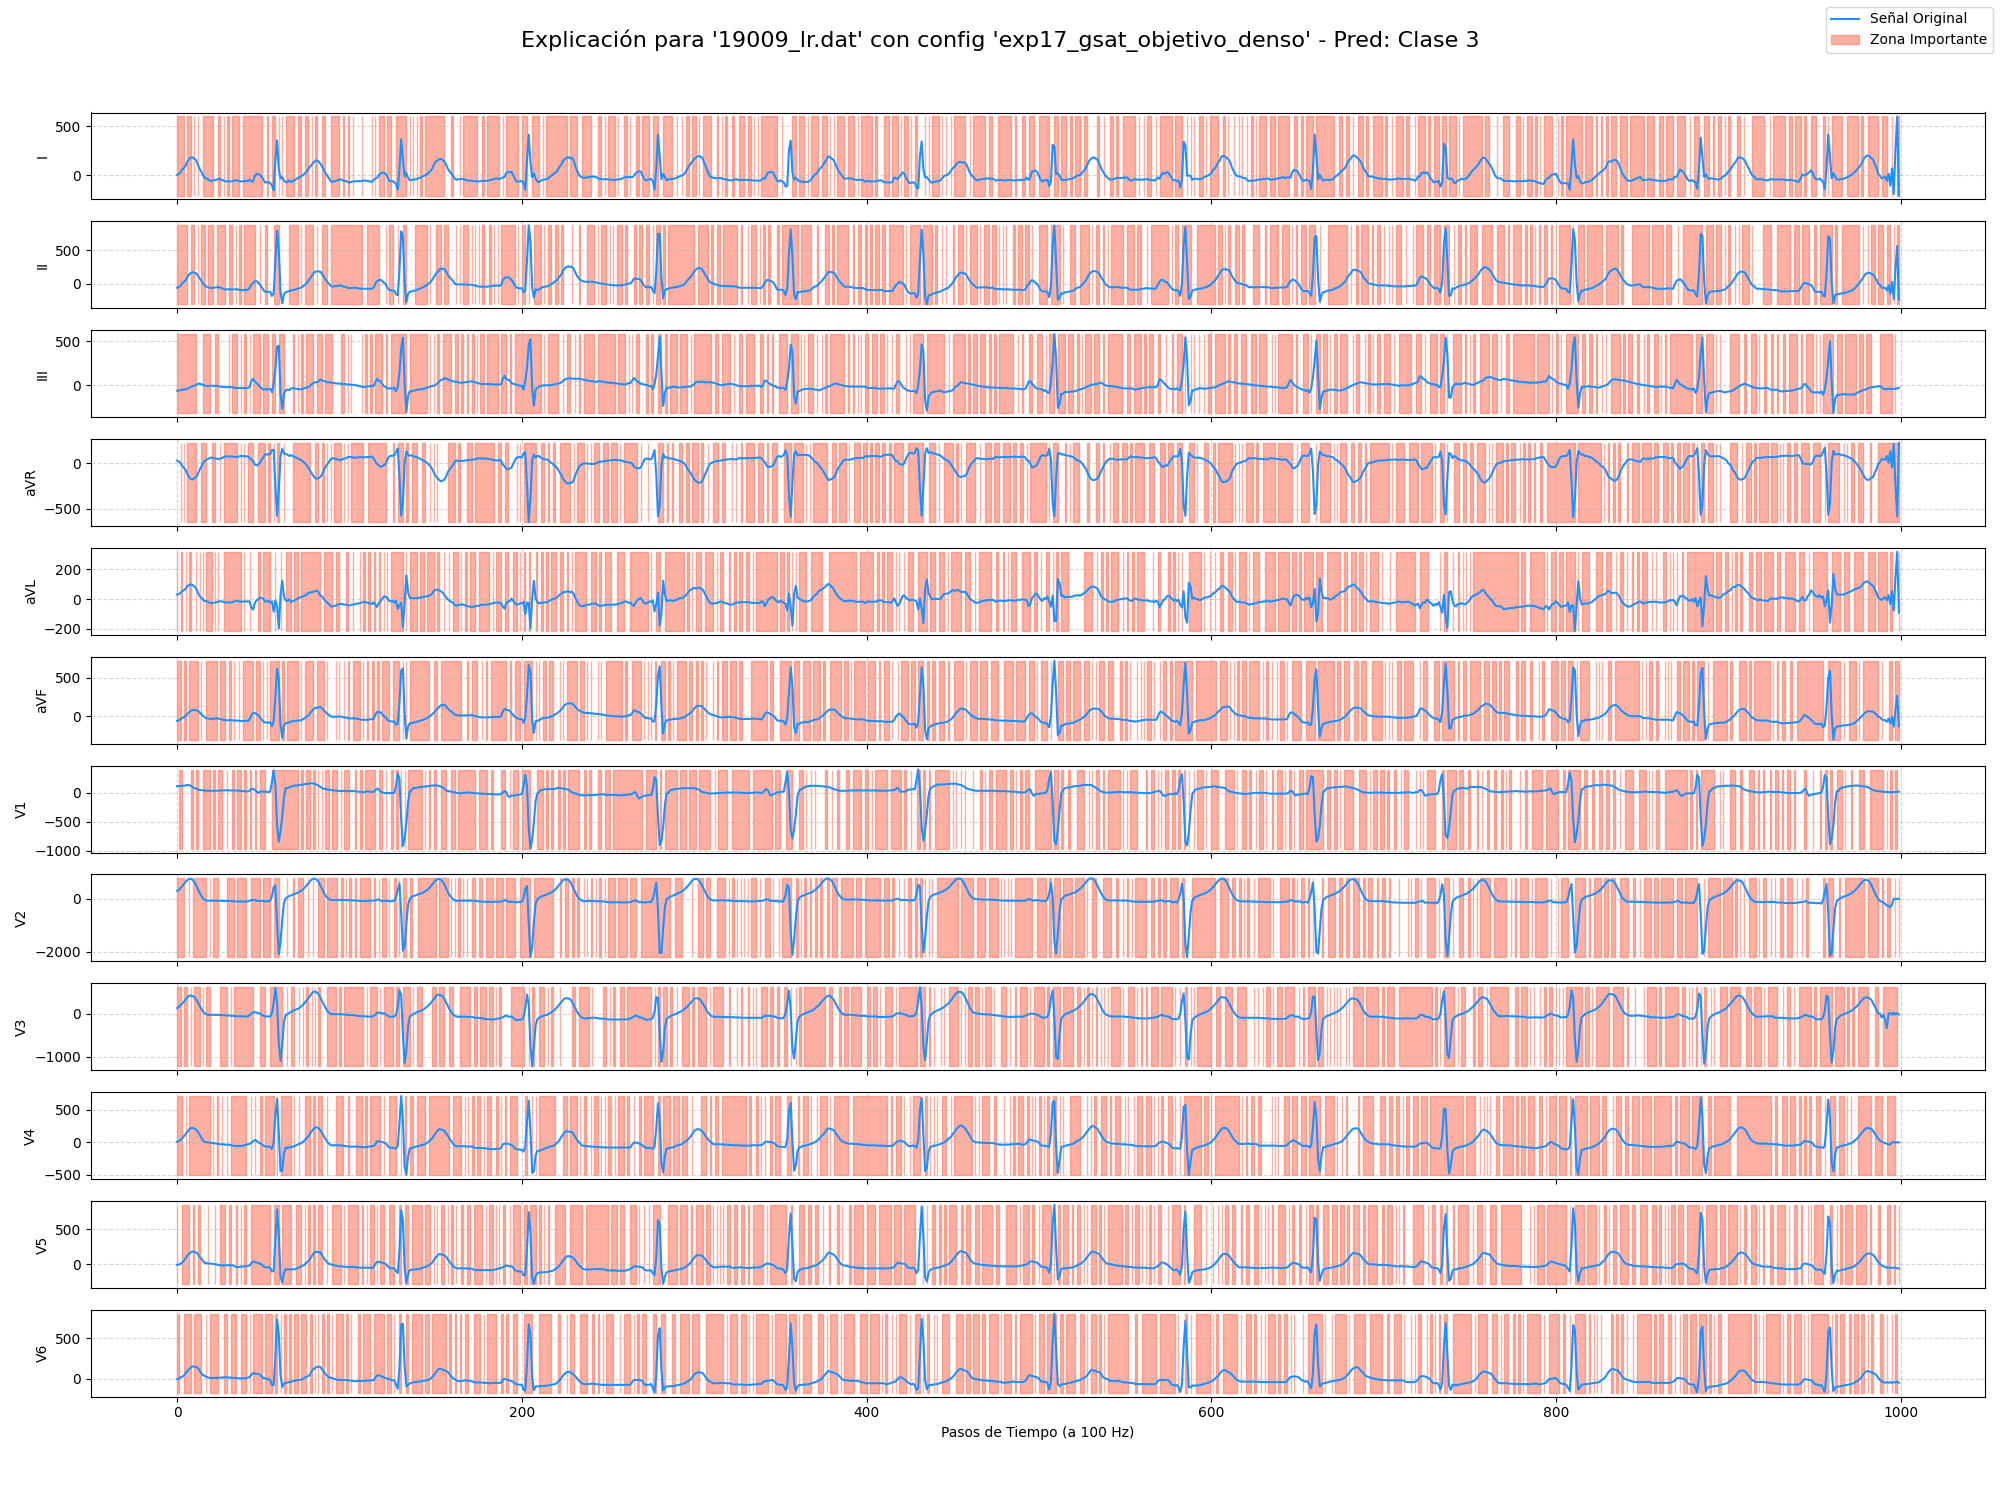 Señal Original
Zona Importante
Explicación para '19009_lr.dat' con config 'exp17_gsat_objetivo_denso' - Pred: Clase 3
500
0
I
500
0
II
500
0
III
0
−500
aVR
200
0
−200
aVL
500
0
aVF
0
−500
−1000
V1
0
−2000
V2
0
−1000
V3
500
0
−500
V4
500
0
V5
500
0
V6
0 200 400 600 800 1000
Pasos de Tiempo (a 100 Hz)